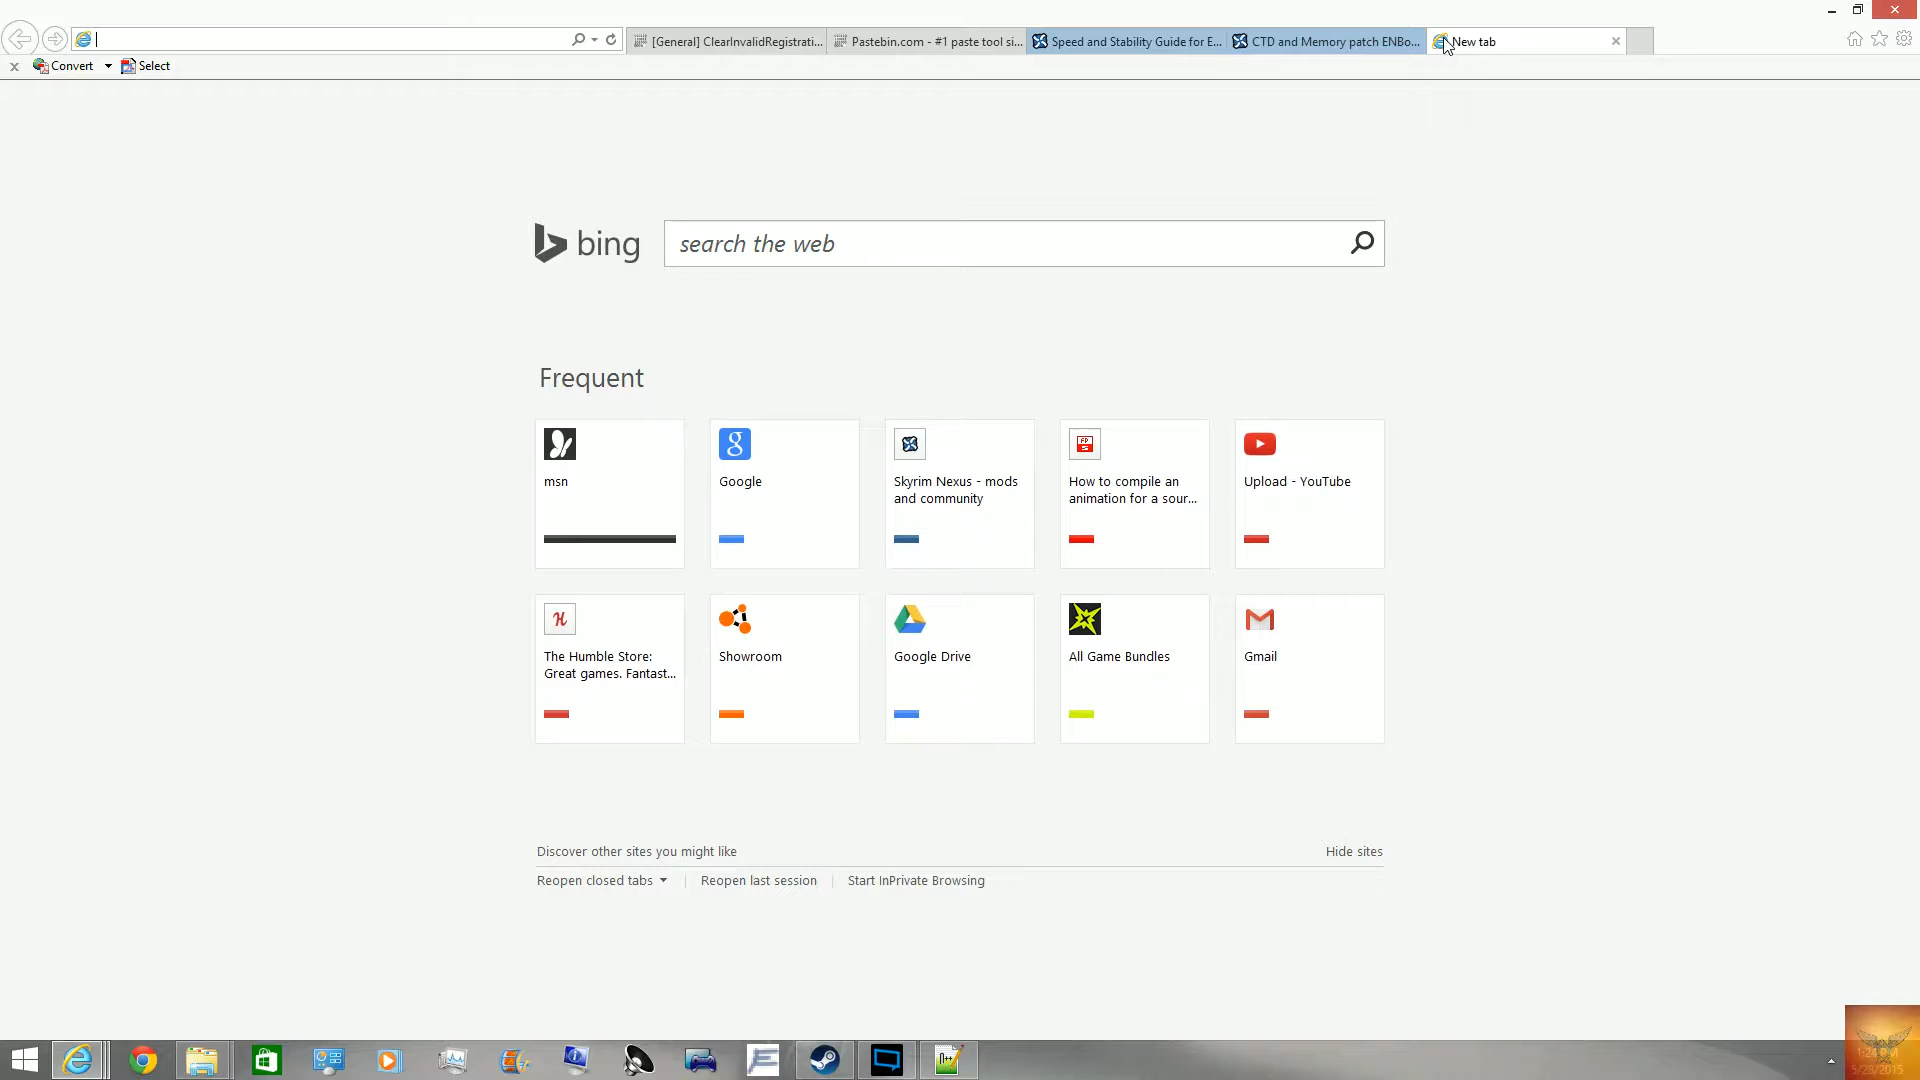 [General] ClearInvalidRegistrati...
Pastebin.com - #1 paste tool si...
Speed and Stability Guide for E...
CTD and Memory patch ENBo...
New tab
x Convert Select
bing
search the web
Frequent
msn
Google
Skyrim Nexus - mods
and community
How to compile an
animation for a sour...
Upload - YouTube
The Humble Store:
Great games. Fantast...
Showroom
Google Drive
All Game Bundles
Gmail
Discover other sites you might like
Hide sites
Reopen closed tabs
Reopen last session
Start InPrivate Browsing
5/28/2015